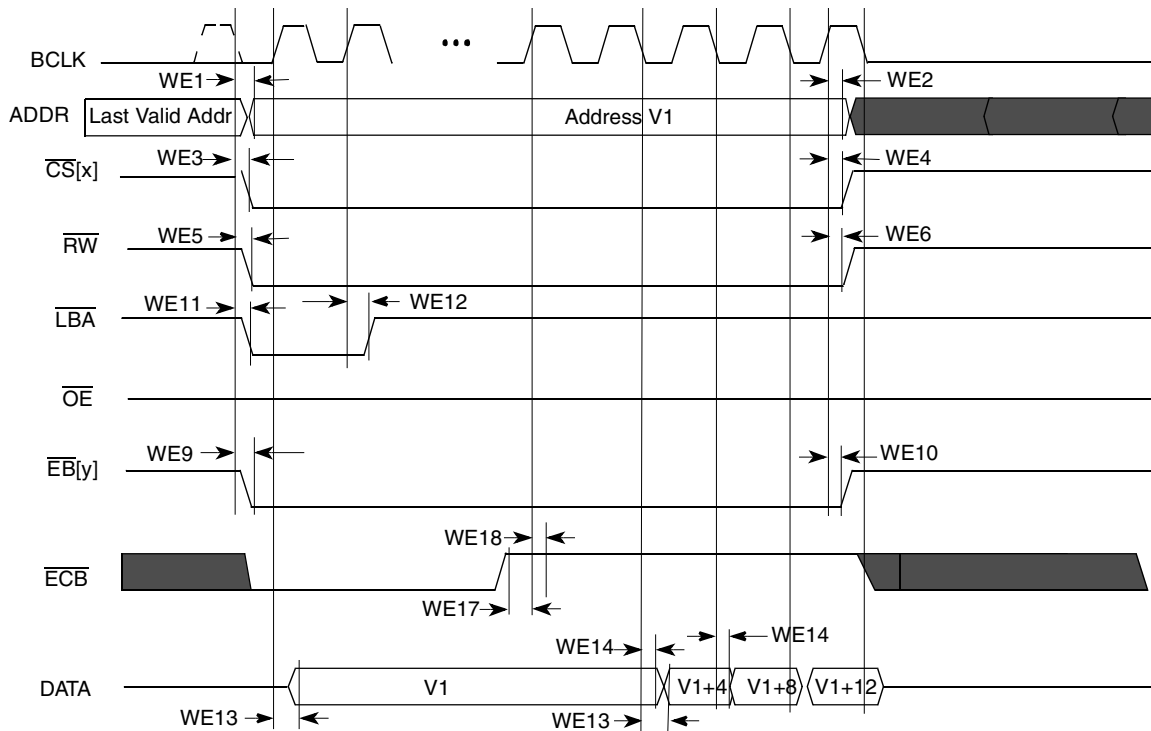 BCLK
WE1
WE2
ADDR
Last Valid Addr
Address V1
WE3
WE4
CS[x]
WE5
WE6
RW
WE11
WE12
LBA
OE
WE9
WE10
EB[y]
WE18
ECB
WE17
WE14
WE14
DATA
V1
V1+4
V1+8
V1+12
WE13
WE13